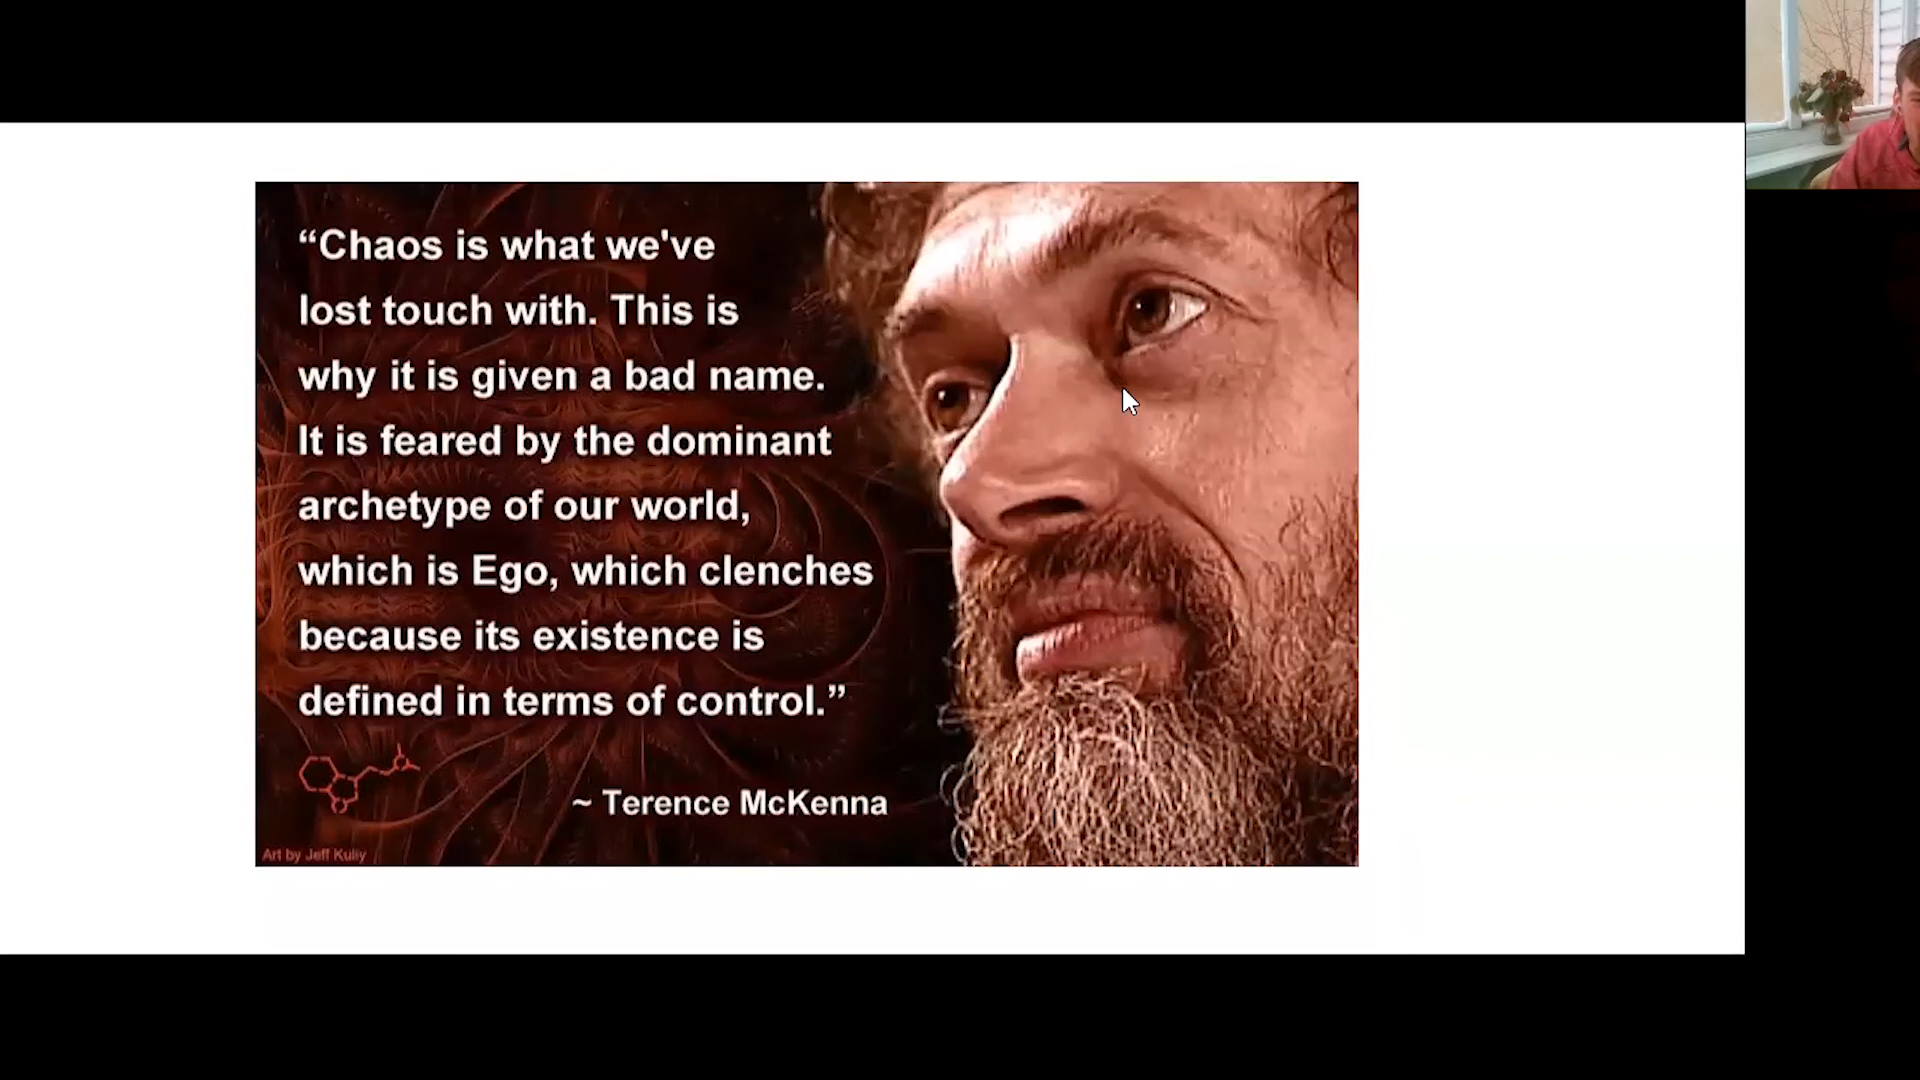 “Chaos is what we've
lost touch with. This is
why it is given a bad name.
It is feared by the dominant
archetype of our world,
which is Ego, which clenches
because its existence is
defined in terms of control.”
~ Terence McKenna
Art by Jeff Kuliy